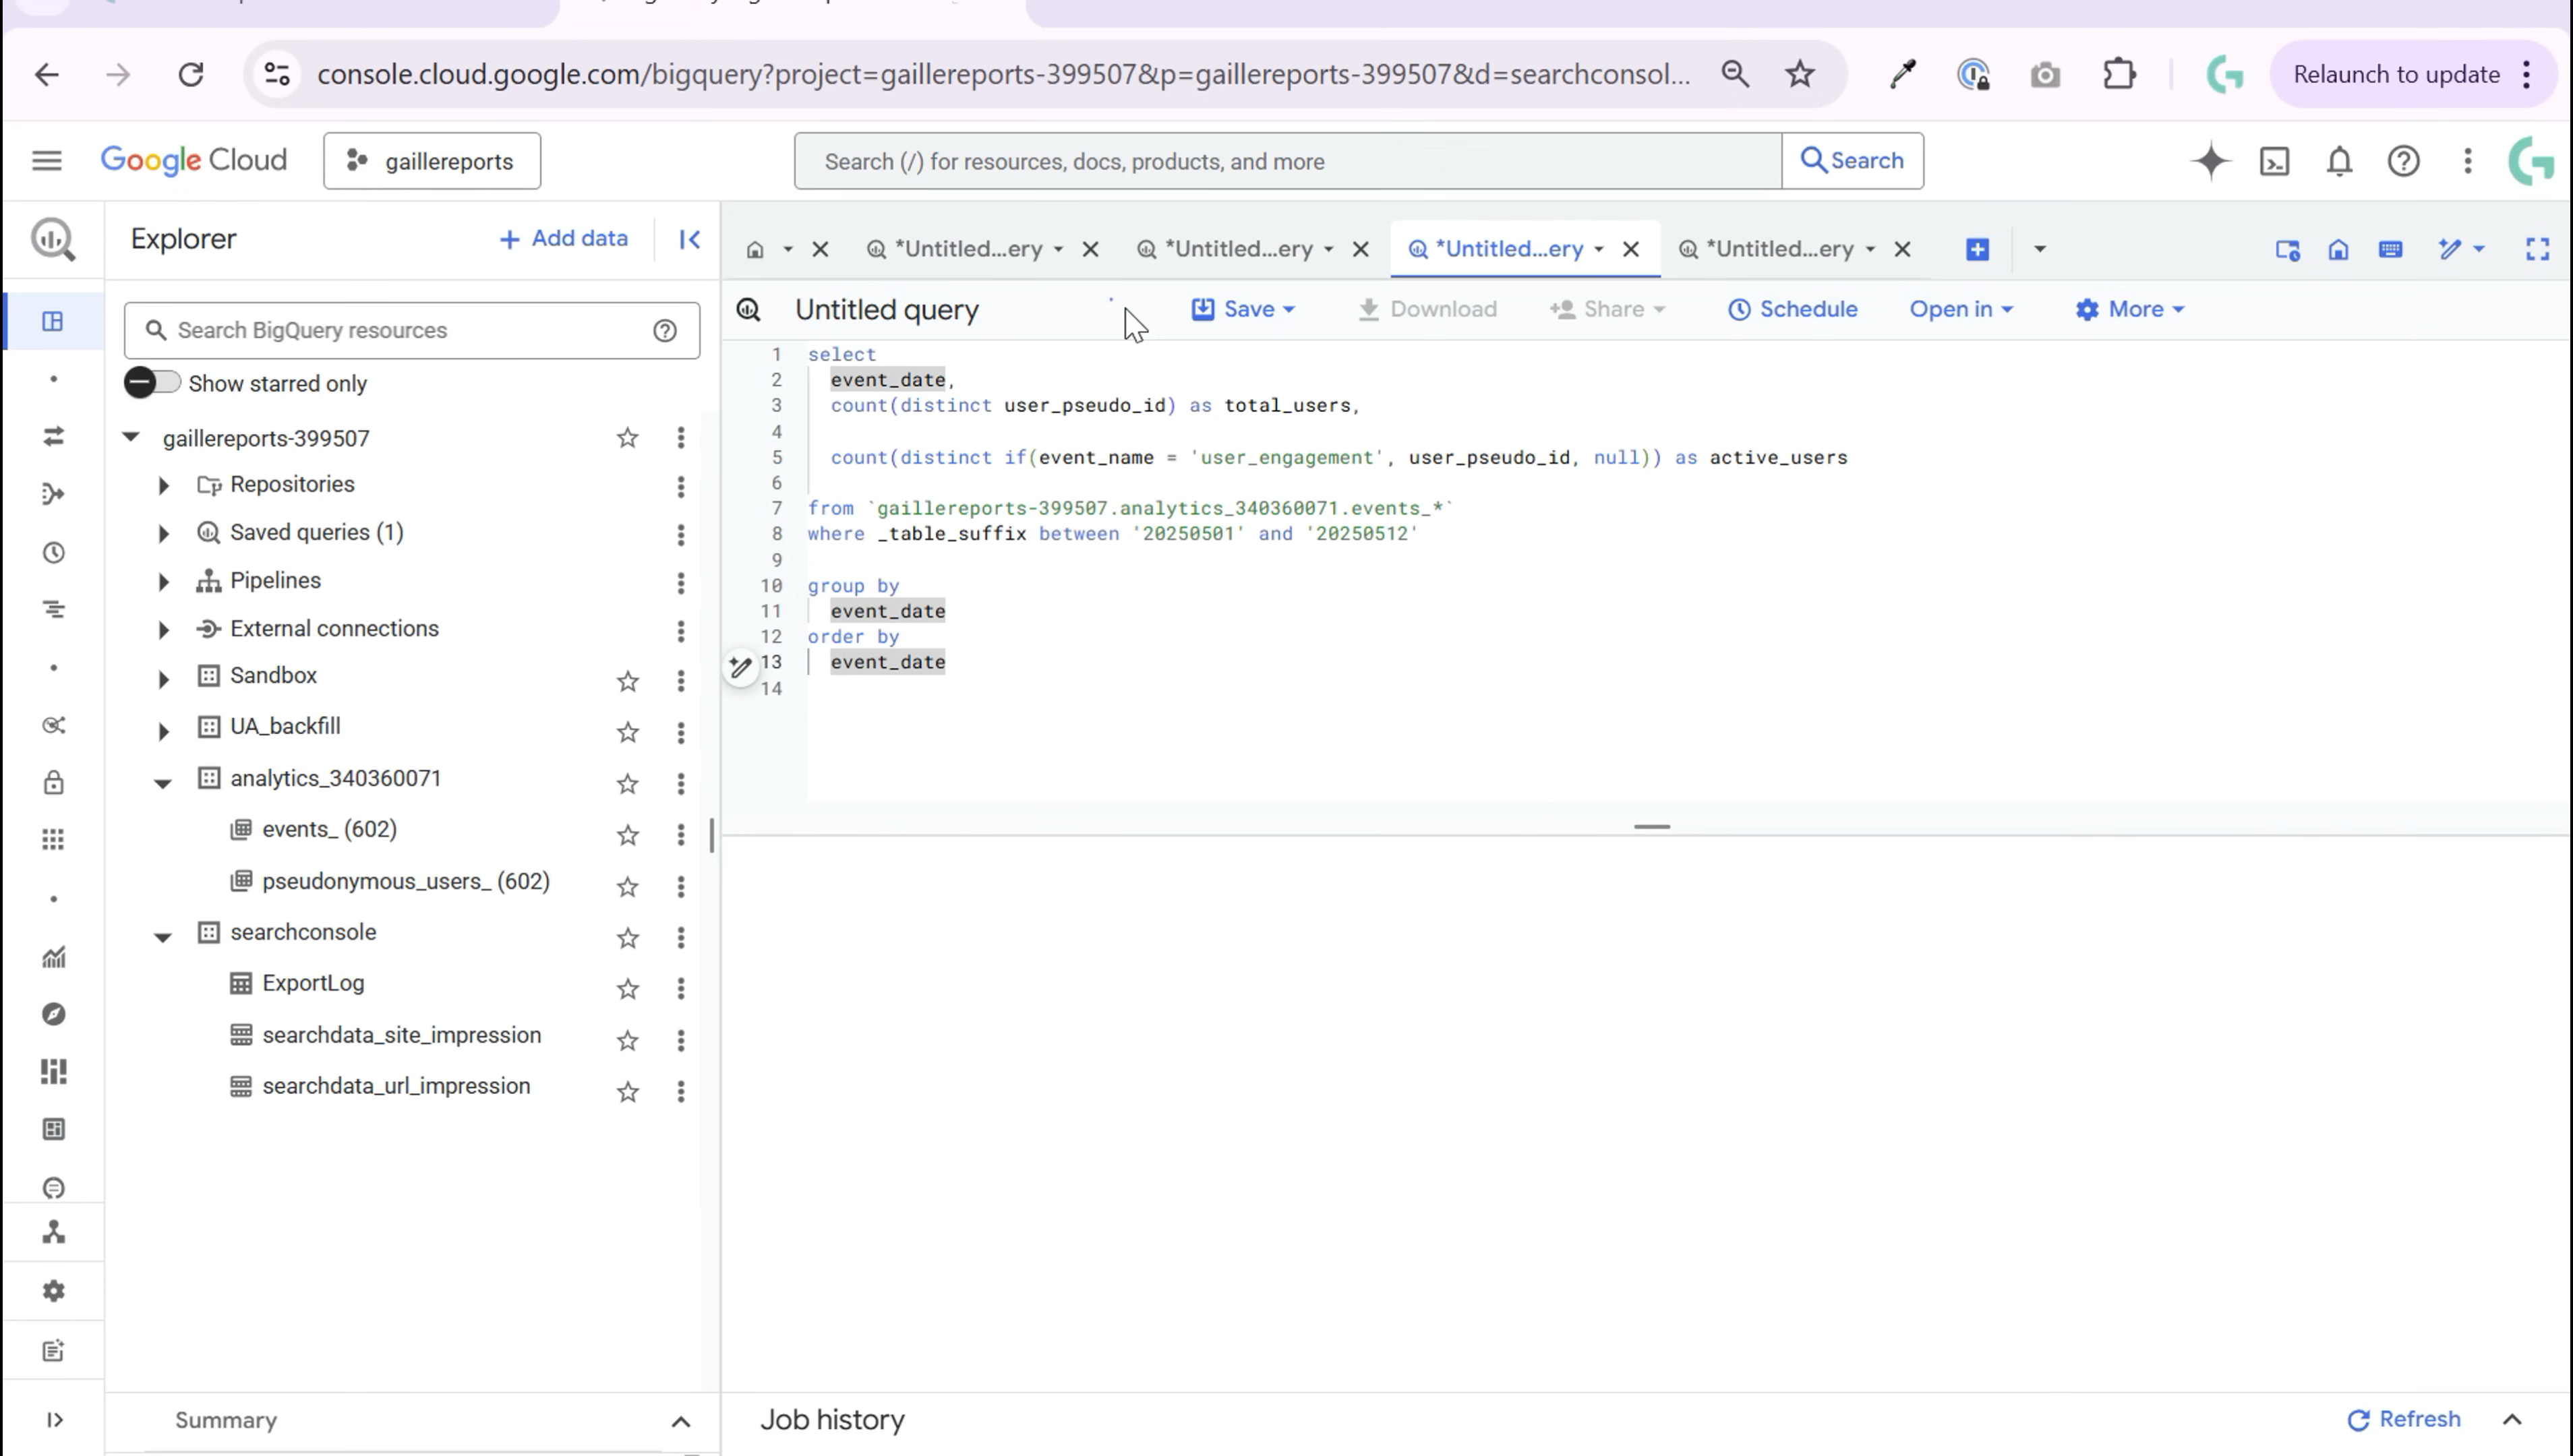 console.cloud.google.com/bigquery?project=gaillereports-399507&p=gaillereports-399507&d=searchconsol...
Relaunch to update
Google Cloud
gaillereports
Search (/) for resources, docs, products, and more
Search
Explorer
+ Add data
*Untitled...ery
*Untitled...ery
*Untitled...ery
*Untitled...ery
Untitled query
Save
Download
Share
Schedule
Open in
More
Search BigQuery resources
Show starred only
gaillereports-399507
Repositories
Saved queries (1)
Pipelines
External connections
Sandbox
UA_backfill
analytics_340360071
events_ (602)
pseudonymous_users_ (602)
searchconsole
ExportLog
searchdata_site_impression
searchdata_url_impression
Summary
1 select
2 event_date,
3 count(distinct user_pseudo_id) as total_users,
4
5 count(distinct if(event_name = 'user_engagement', user_pseudo_id, null)) as active_users
6
7 from `gaillereports-399507.analytics_340360071.events_*`
8 where _table_suffix between '20250501' and '20250512'
9
10 group by
11 event_date
12 order by
13 event_date
14
Job history
Refresh